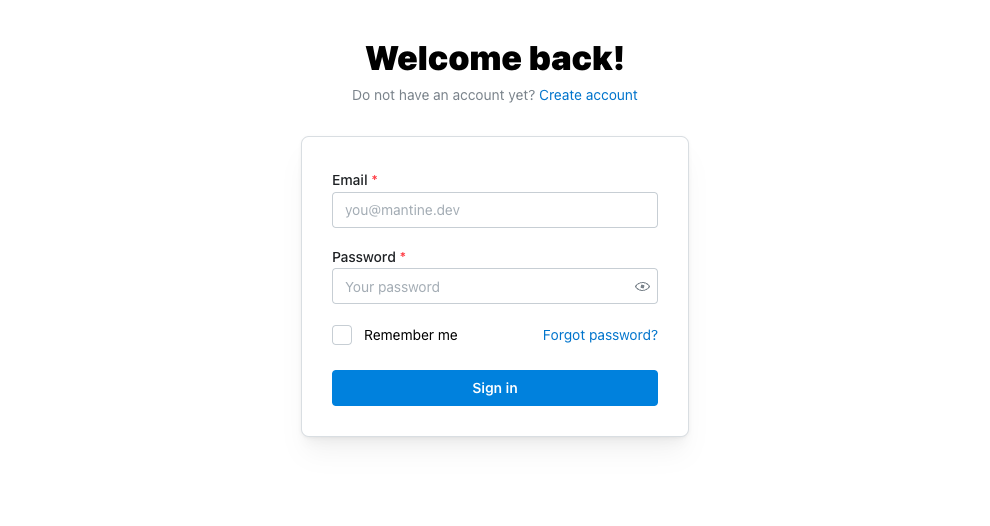 Welcome back!
Do not have an account yet? Create account
Email *
you@mantine.dev
Password *
Your password
Remember me
Forgot password?
Sign in